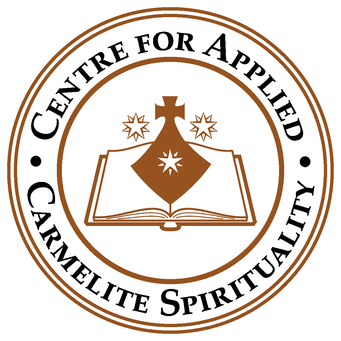 CENTRE FOR APPLIED
CARMELITE SPIRITUALITY